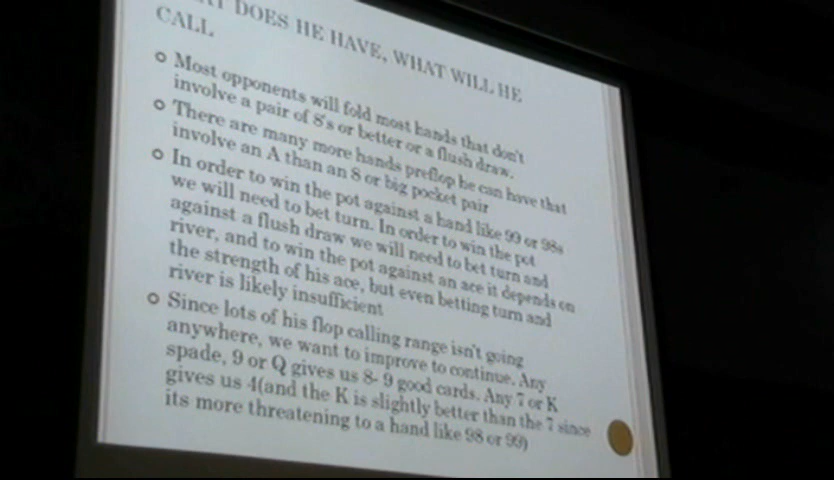 DOES HE HAVE, WHAT WILL HE
CALL
Most opponents will fold most hands that don't
involve a pair of 8's or better or a flush draw.
There are many more hands preflop he can have that
involve an A than an 8 or big pocket pair
In order to win the pot against a hand like 99 or 98s
we will need to bet turn. In order to win the pot
against a flush draw we will need to bet turn and
river, and to win the pot against an ace it depends on
the strength of his ace, but even betting turn and
river is likely insufficient
Since lots of his flop calling range isn't going
anywhere, we want to improve to continue. Any
spade, 9 or Q gives us 8-9 good cards. Any 7 or K
gives us 4(and the K is slightly better than the 7 since
its more threatening to a hand like 98 or 99)